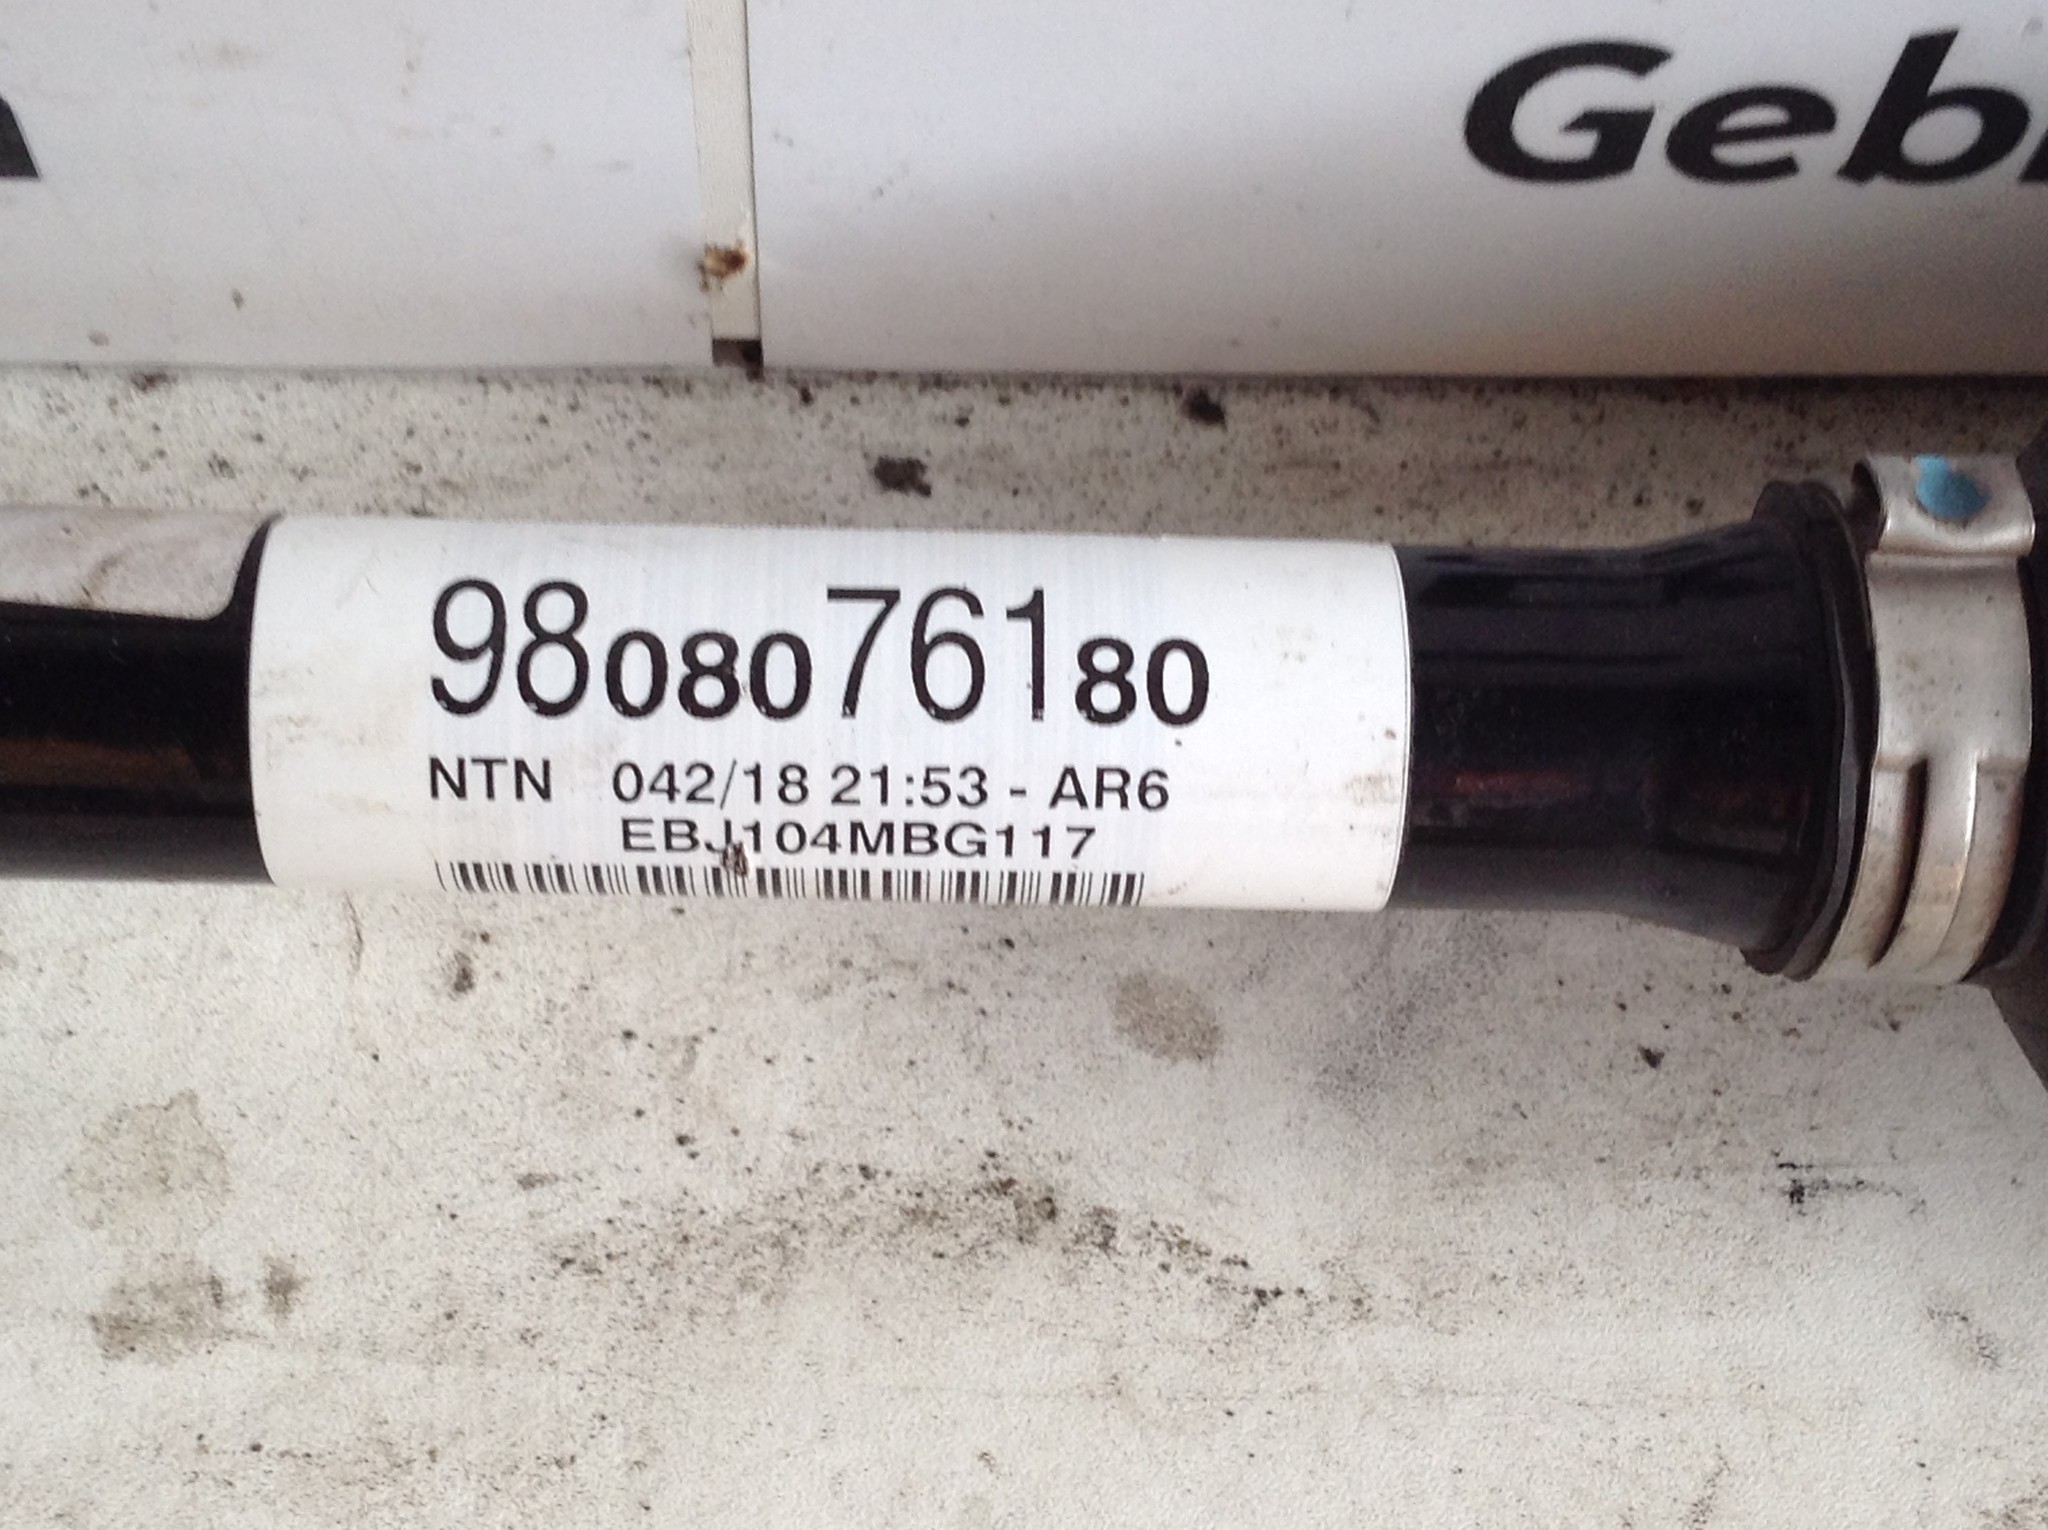 Geb
9808076180
NTN 042/18 21:53 - AR6
EBJ104MBG117